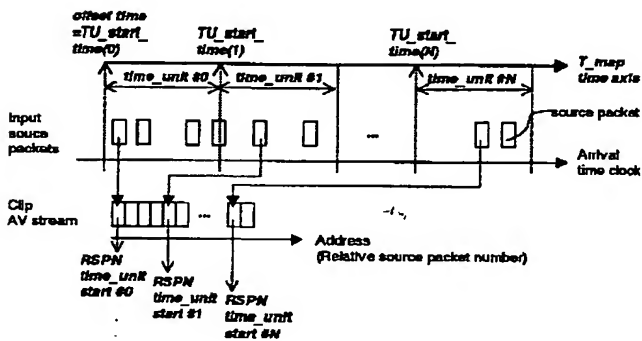 offset time
=TU_start_
time(0)
TU_start_
time(1)
TU_start_
time(N)
T_map
time axis
time_unit #0
time_unit #1
time_unit #N
source packet
Input
souce
packets
...
Arrival
time clock
Clip
AV stream
...
Address
(Relative source packet number)
RSPN
time_unit
start #0
RSPN
time_unit
start #1
RSPN
time_unit
start #N